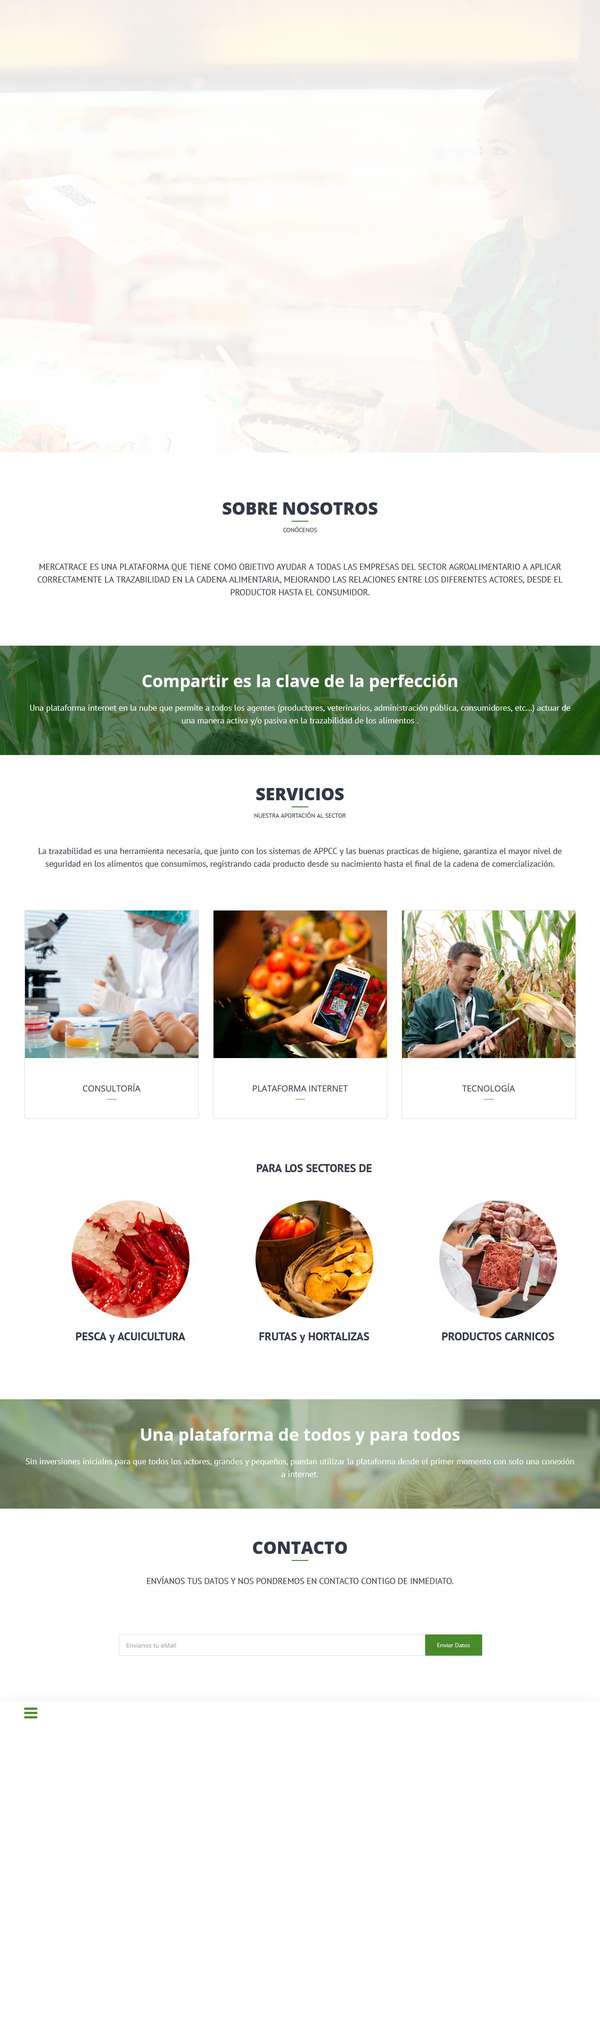 SOBRE NOSOTROS
CONÓCENOS
MERCATRACE ES UNA PLATAFORMA QUE TIENE COMO OBJETIVO AYUDAR A TODAS LAS EMPRESAS DEL SECTOR AGROALIMENTARIO A APLICAR
CORRECTAMENTE LA TRAZABILIDAD EN LA CADENA ALIMENTARIA, MEJORANDO LAS RELACIONES ENTRE LOS DIFERENTES ACTORES, DESDE EL
PRODUCTOR HASTA EL CONSUMIDOR.
Compartir es la clave de la perfección
Una plataforma internet en la nube que permite a todos los agentes (productores, veterinarios, administración pública, consumidores, etc...) actuar de
una manera activa y/o pasiva en la trazabilidad de los alimentos .
SERVICIOS
NUESTRA APORTACIÓN AL SECTOR
La trazabilidad es una herramienta necesaria, que junto con los sistemas de APPCC y las buenas practicas de higiene, garantiza el mayor nivel de
seguridad en los alimentos que consumimos, registrando cada producto desde su nacimiento hasta el final de la cadena de comercialización.
CONSULTORÍA
PLATAFORMA INTERNET
TECNOLOGÍA
PARA LOS SECTORES DE
PESCA y ACUICULTURA
FRUTAS y HORTALIZAS
PRODUCTOS CARNICOS
Una plataforma de todos y para todos
Sin inversiones iniciales para que todos los actores, grandes y pequeños, puedan utilizar la plataforma desde el primer momento con solo una conexión
a internet.
CONTACTO
ENVÍANOS TUS DATOS Y NOS PONDREMOS EN CONTACTO CONTIGO DE INMEDIATO.
Envianos tu eMail
Enviar Datos